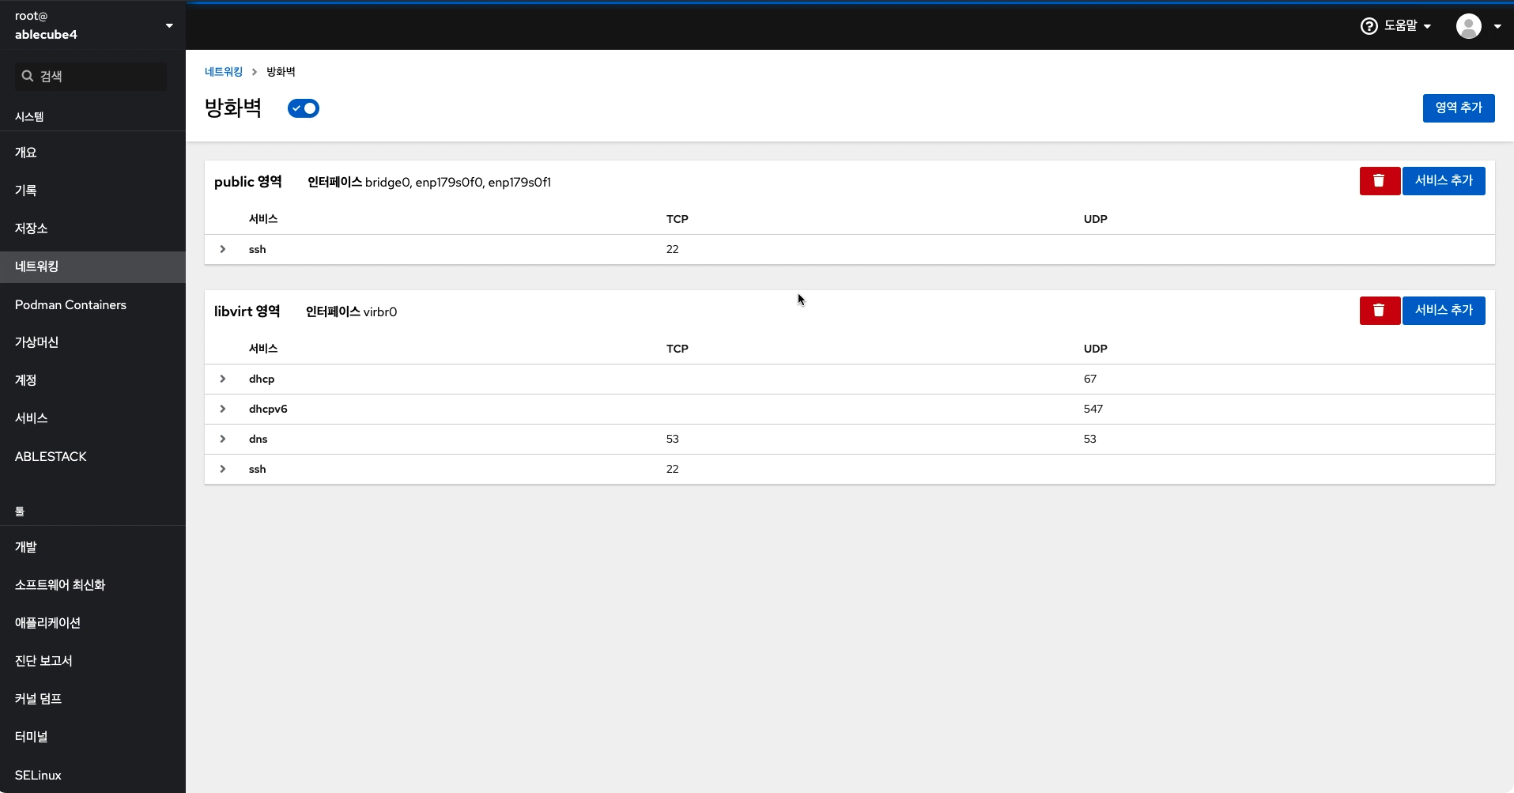 root@
ablecube4
도움말
검색
시스템
개요
기록
저장소
네트워킹
Podman Containers
가상머신
계정
서비스
ABLESTACK
툴
개발
소프트웨어 최신화
애플리케이션
진단 보고서
커널 덤프
터미널
SELinux
네트워킹 > 방화벽
방화벽
영역 추가
public 영역 인터페이스 bridge0, enp179s0f0, enp179s0f1 서비스 추가
서비스 TCP UDP
ssh 22
libvirt 영역 인터페이스 virbr0 서비스 추가
서비스 TCP UDP
dhcp 67
dhcpv6 547
dns 53 53
ssh 22